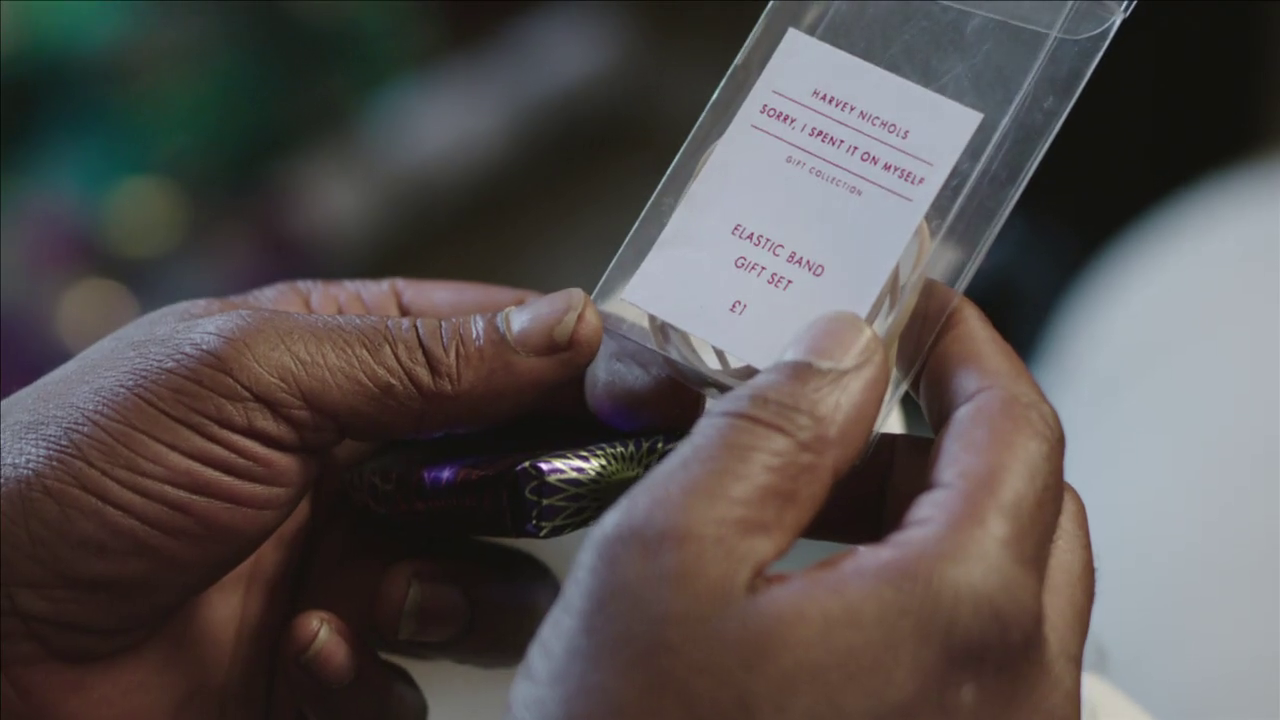 HARVEY NICHOLS
SORRY, I SPENT IT ON MYSELF
GIFT COLLECTION
ELASTIC BAND
GIFT SET
£1